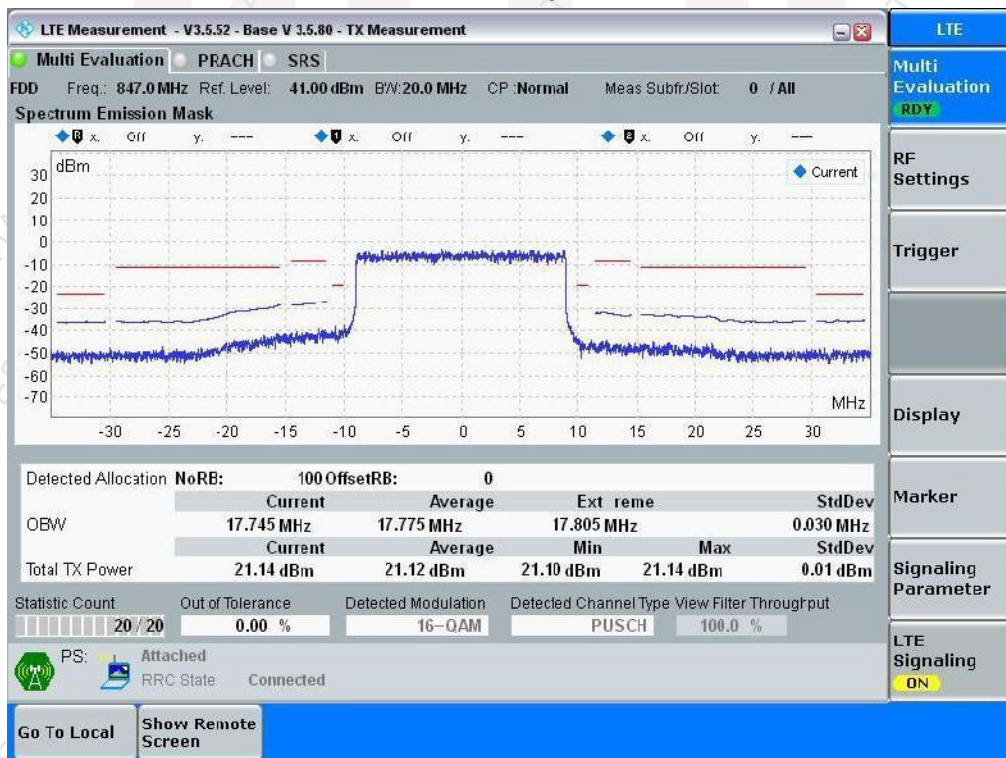 LTE Measurement - V3.5.52 - Base V 3.5.80 - TX Measurement
LTE
Multi Evaluation PRACH SRS
FDD Freq.: 847.0 MHz Ref. Level: 41.00 dBm BW: 20.0 MHz CP : Normal Meas Subfr./Slot: 0 / All
Spectrum Emission Mask
0 x. Off y. --- 1 x. Off y. --- 2 x. Off y. ---
dBm
Current
30
20
10
0
-10
-20
-30
-40
-50
-60
-70
MHz
-30 -25 -20 -15 -10 -5 0 5 10 15 20 25 30
Detected Allocation NoRB: 100 OffsetRB: 0
Current Average Extreme StdDev
OBW 17.745 MHz 17.775 MHz 17.805 MHz 0.030 MHz
Current Average Min Max StdDev
Total TX Power 21.14 dBm 21.12 dBm 21.10 dBm 21.14 dBm 0.01 dBm
Statistic Count Out of Tolerance Detected Modulation Detected Channel Type View Filter Throughput
20 / 20 0.00 % 16-QAM PUSCH 100.0 %
PS: Attached
RRC State Connected
Multi
Evaluation
RDY
RF
Settings
Trigger
Display
Marker
Signaling
Parameter
LTE
Signaling
ON
Go To Local
Show Remote
Screen